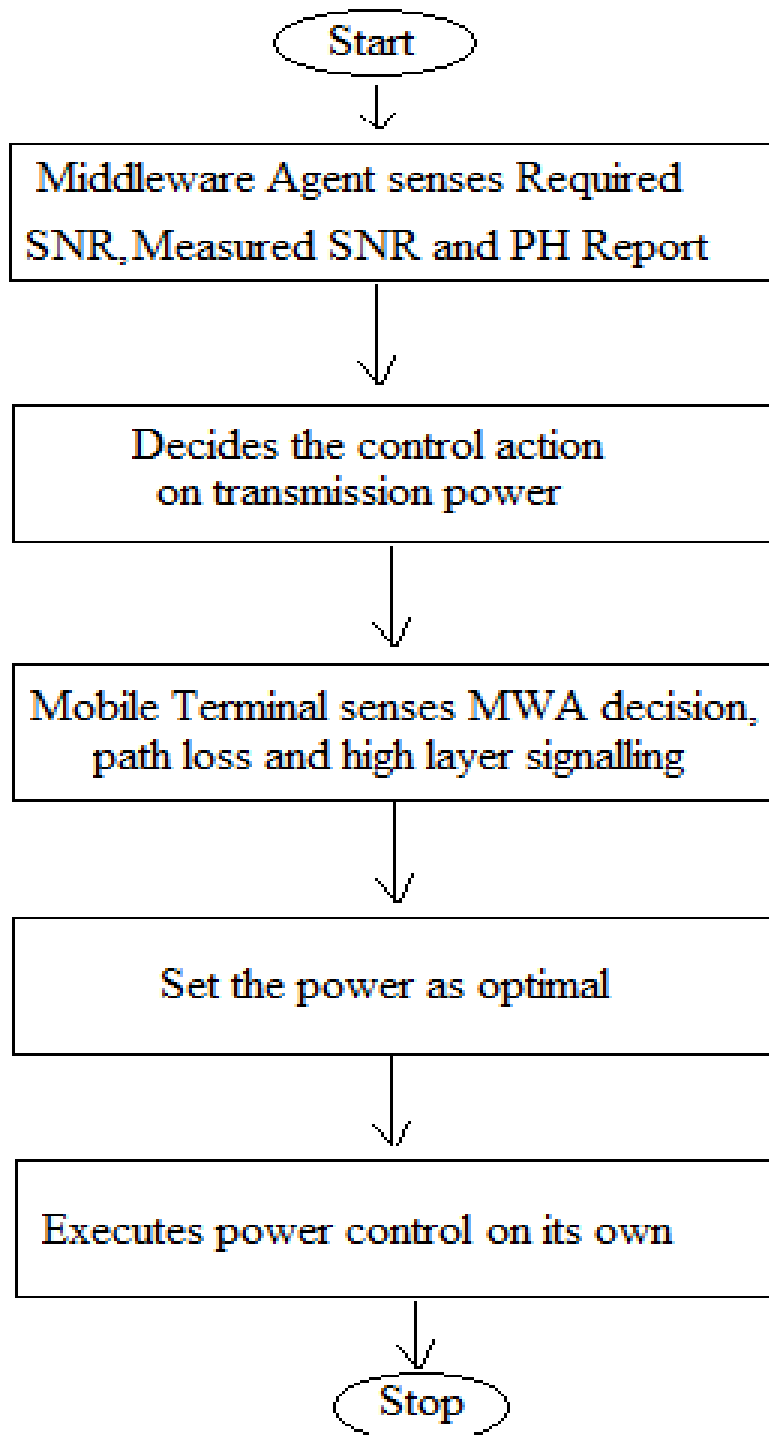 Start
Middleware Agent senses Required
SNR, Measured SNR and PH Report
Decides the control action
on transmission power
Mobile Terminal senses MWA decision,
path loss and high layer signalling
Set the power as optimal
Executes power control on its own
Stop